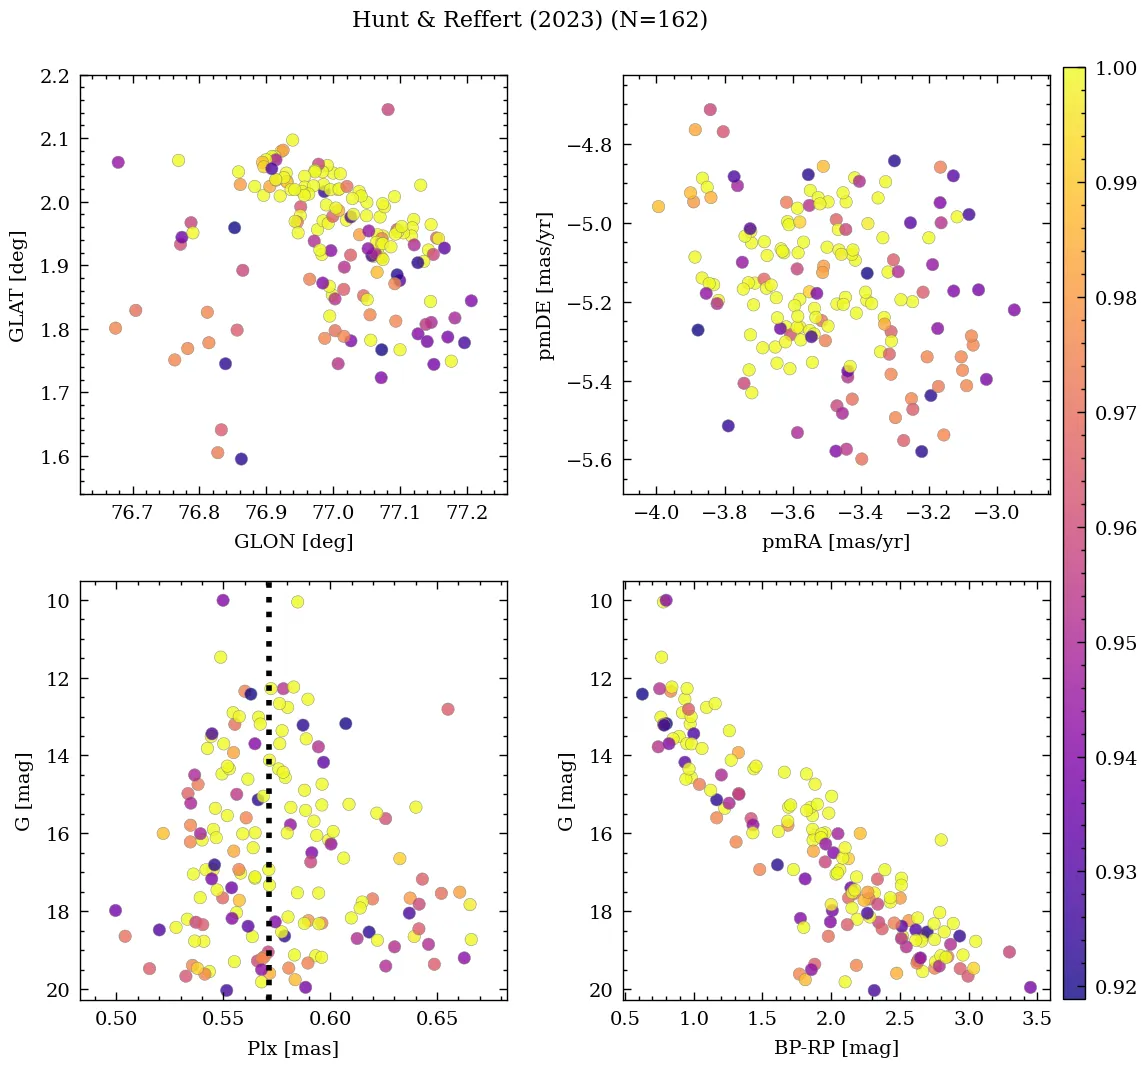 Hunt & Reffert (2023) (N=162)
2.2
2.1
2.0
1.9
1.8
1.7
1.6
GLAT [deg]
76.7 76.8 76.9 77.0 77.1 77.2
GLON [deg]
−4.8
−5.0
−5.2
−5.4
−5.6
pmDE [mas/yr]
−4.0 −3.8 −3.6 −3.4 −3.2 −3.0
pmRA [mas/yr]
1.00
0.99
0.98
0.97
0.96
0.95
0.94
0.93
0.92
10
12
14
16
18
20
G [mag]
0.50 0.55 0.60 0.65
Plx [mas]
10
12
14
16
18
20
G [mag]
0.5 1.0 1.5 2.0 2.5 3.0 3.5
BP-RP [mag]